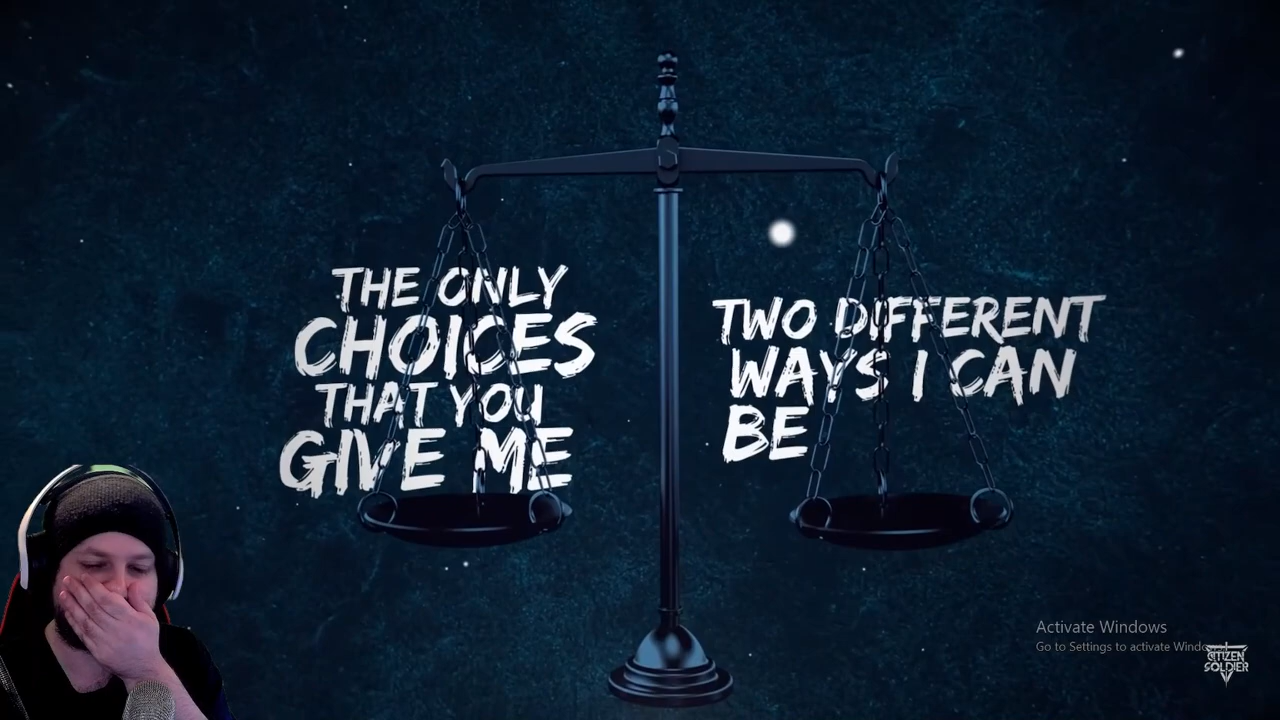 THE ONLY
CHOICES
THAT YOU
GIVE ME
TWO DIFFERENT
WAYS I CAN
BE
Activate Windows
Go to Settings to activate Windows.
CITIZEN
SOLDIER